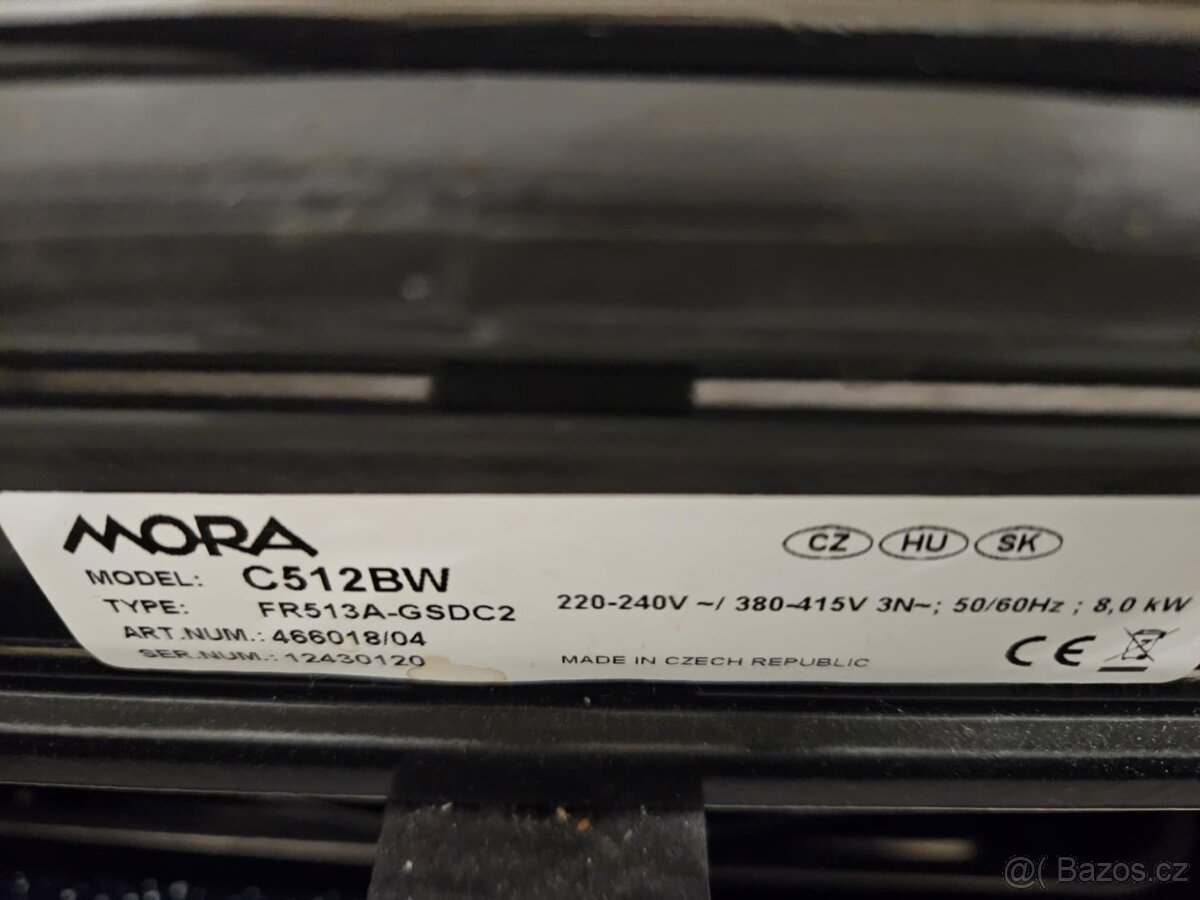 MORA
CZ HU SK
MODEL: C512BW
TYPE: FR513A-GSDC2
220-240V ~/ 380-415V 3N~; 50/60Hz ; 8,0 kW
ART.NUM.: 466018/04
SER.NUM.: 12430120
MADE IN CZECH REPUBLIC
CE
@( Bazos.cz